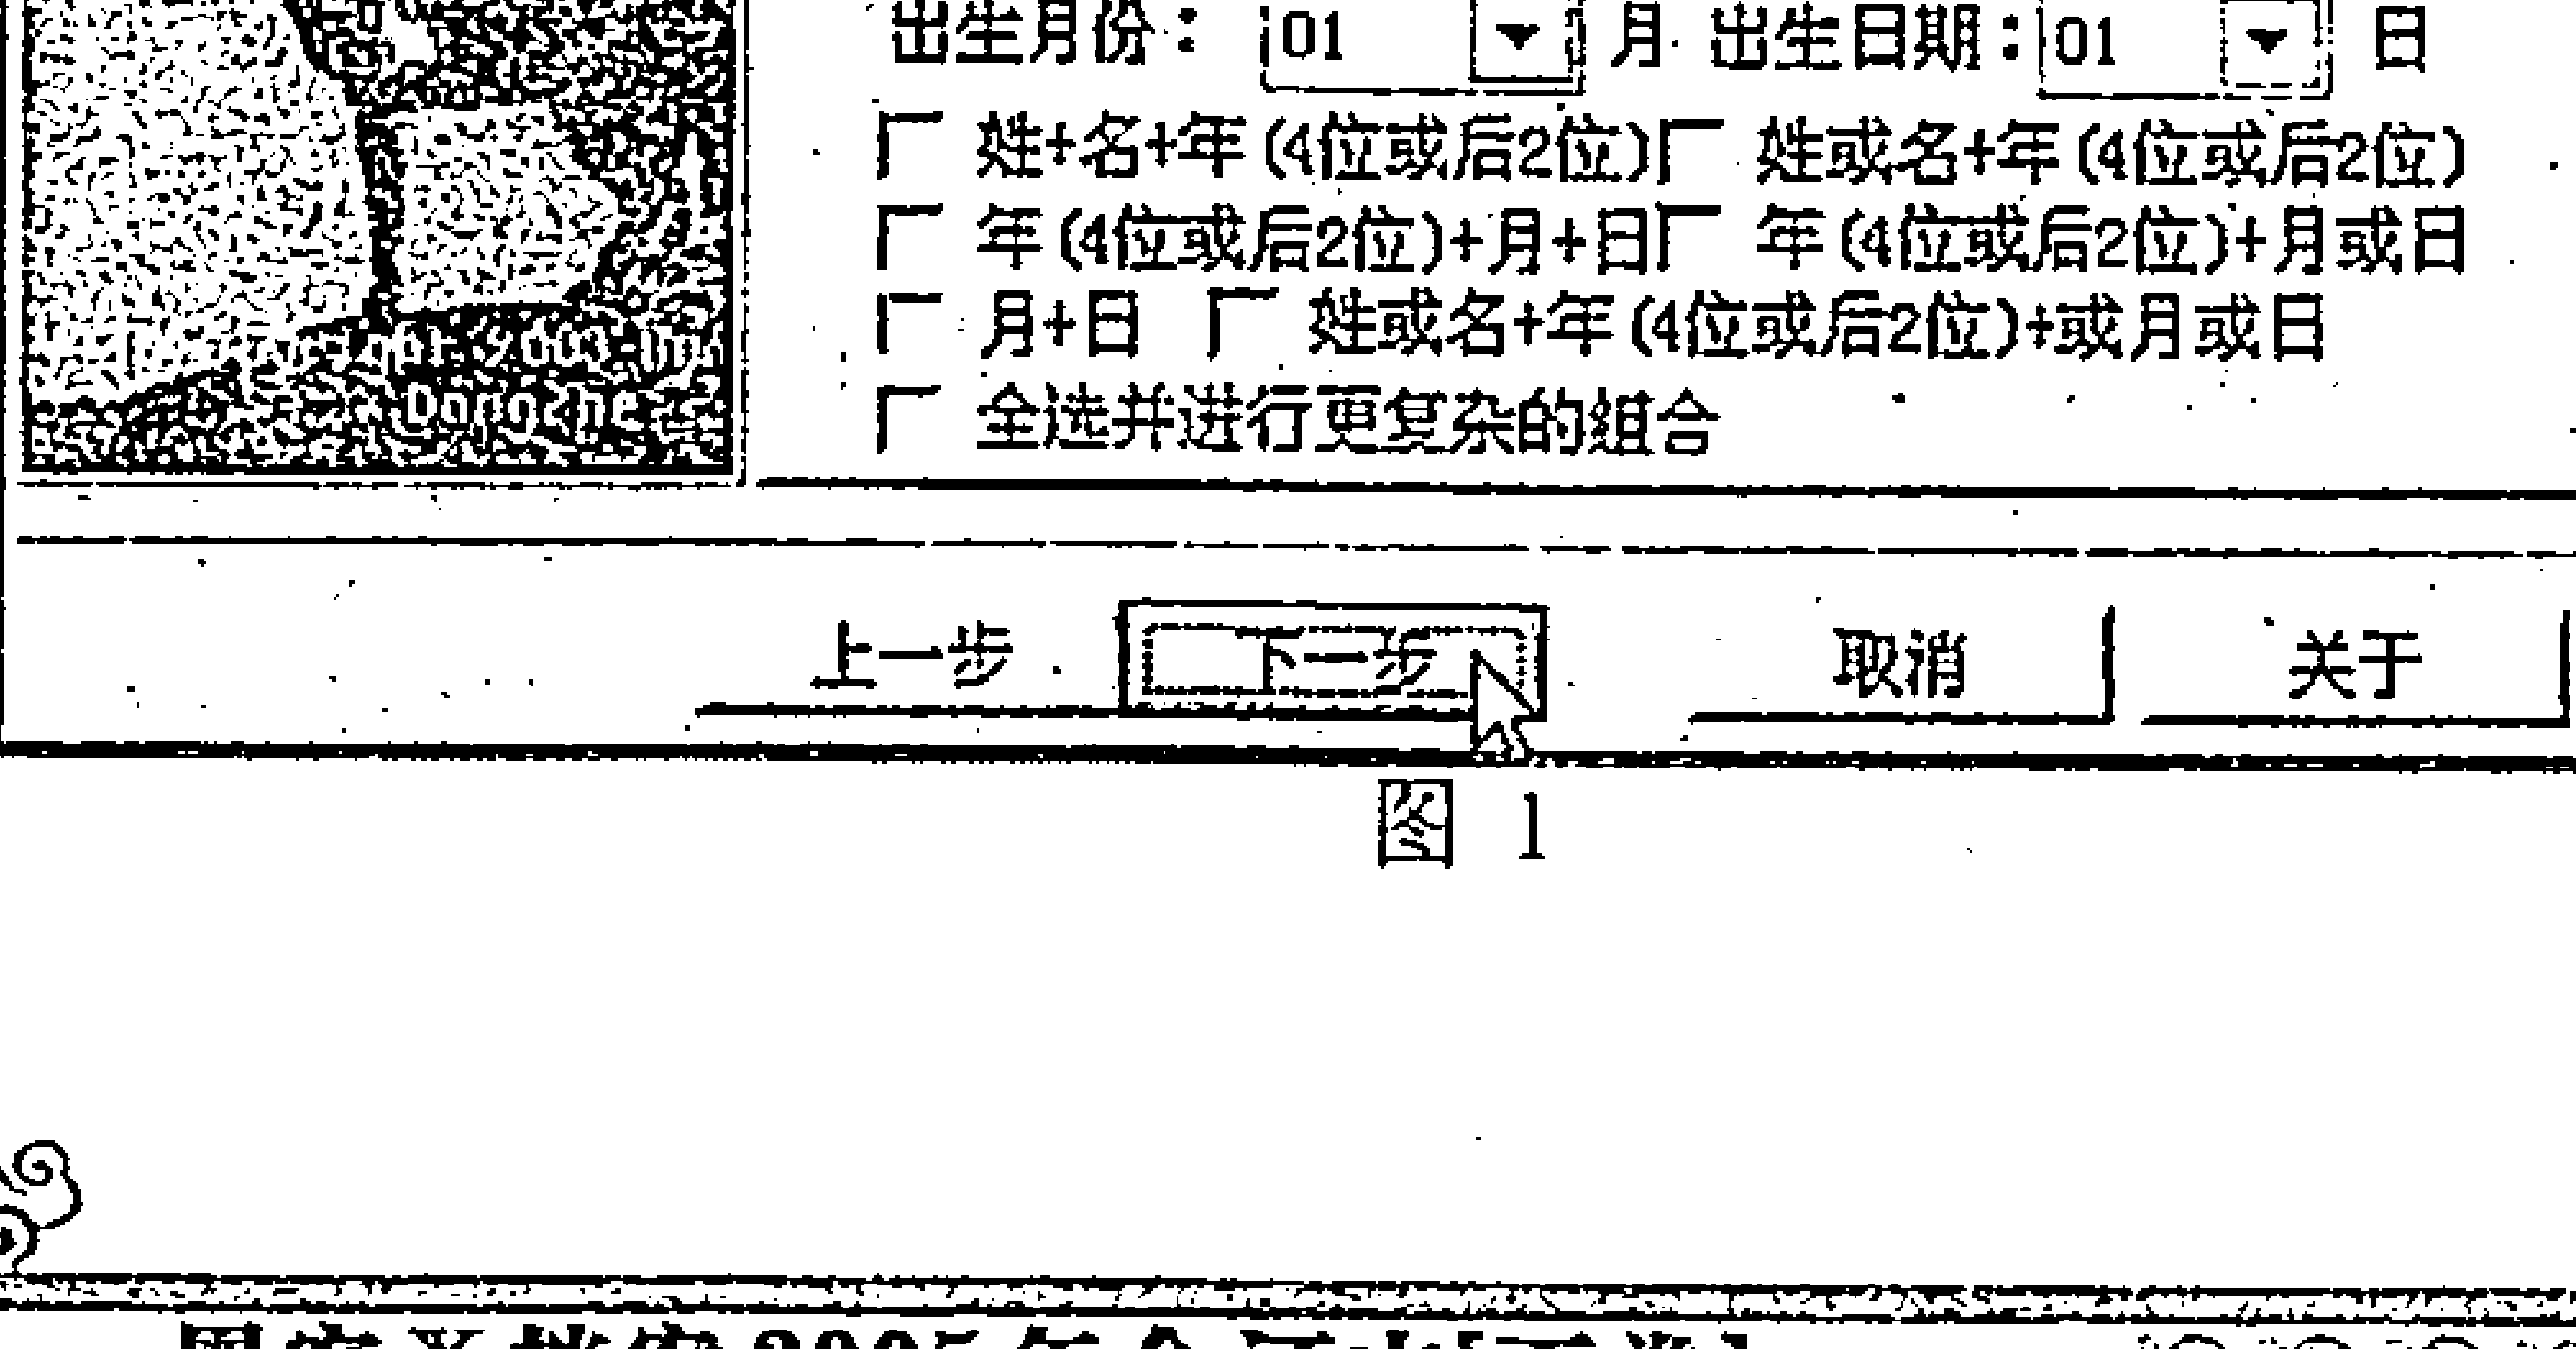 出生月份： 01 月 出生日期：01 日
姓+名+年(4位或后2位) 姓或名+年(4位或后2位)
年(4位或后2位)+月+日 年(4位或后2位)+月或日
月+日 姓或名+年(4位或后2位)+或月或日
全选并进行更复杂的组合
上一步 下一步 取消 关于
图 1